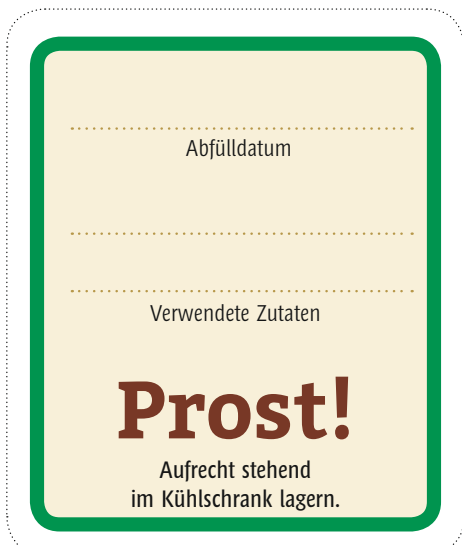 Abfülldatum
Verwendete Zutaten
Prost!
Aufrecht stehend
im Kühlschrank lagern.